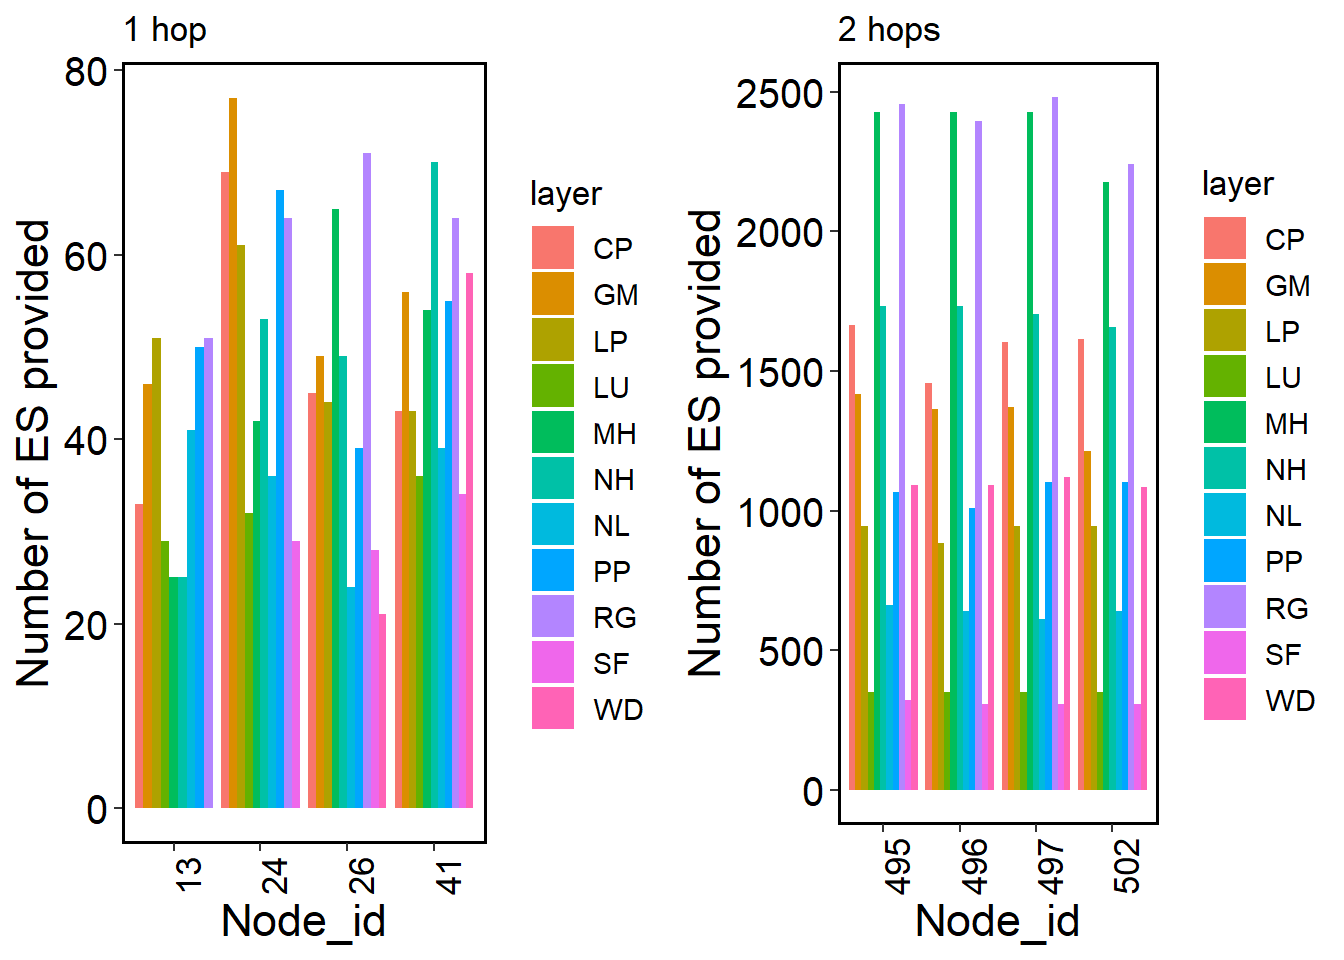 1 hop
Number of ES provided
80
60
40
20
0
13
24
26
41
Node_id
layer
CP
GM
LP
LU
MH
NH
NL
PP
RG
SF
WD
2 hops
Number of ES provided
2500
2000
1500
1000
500
0
495
496
497
502
Node_id
layer
CP
GM
LP
LU
MH
NH
NL
PP
RG
SF
WD